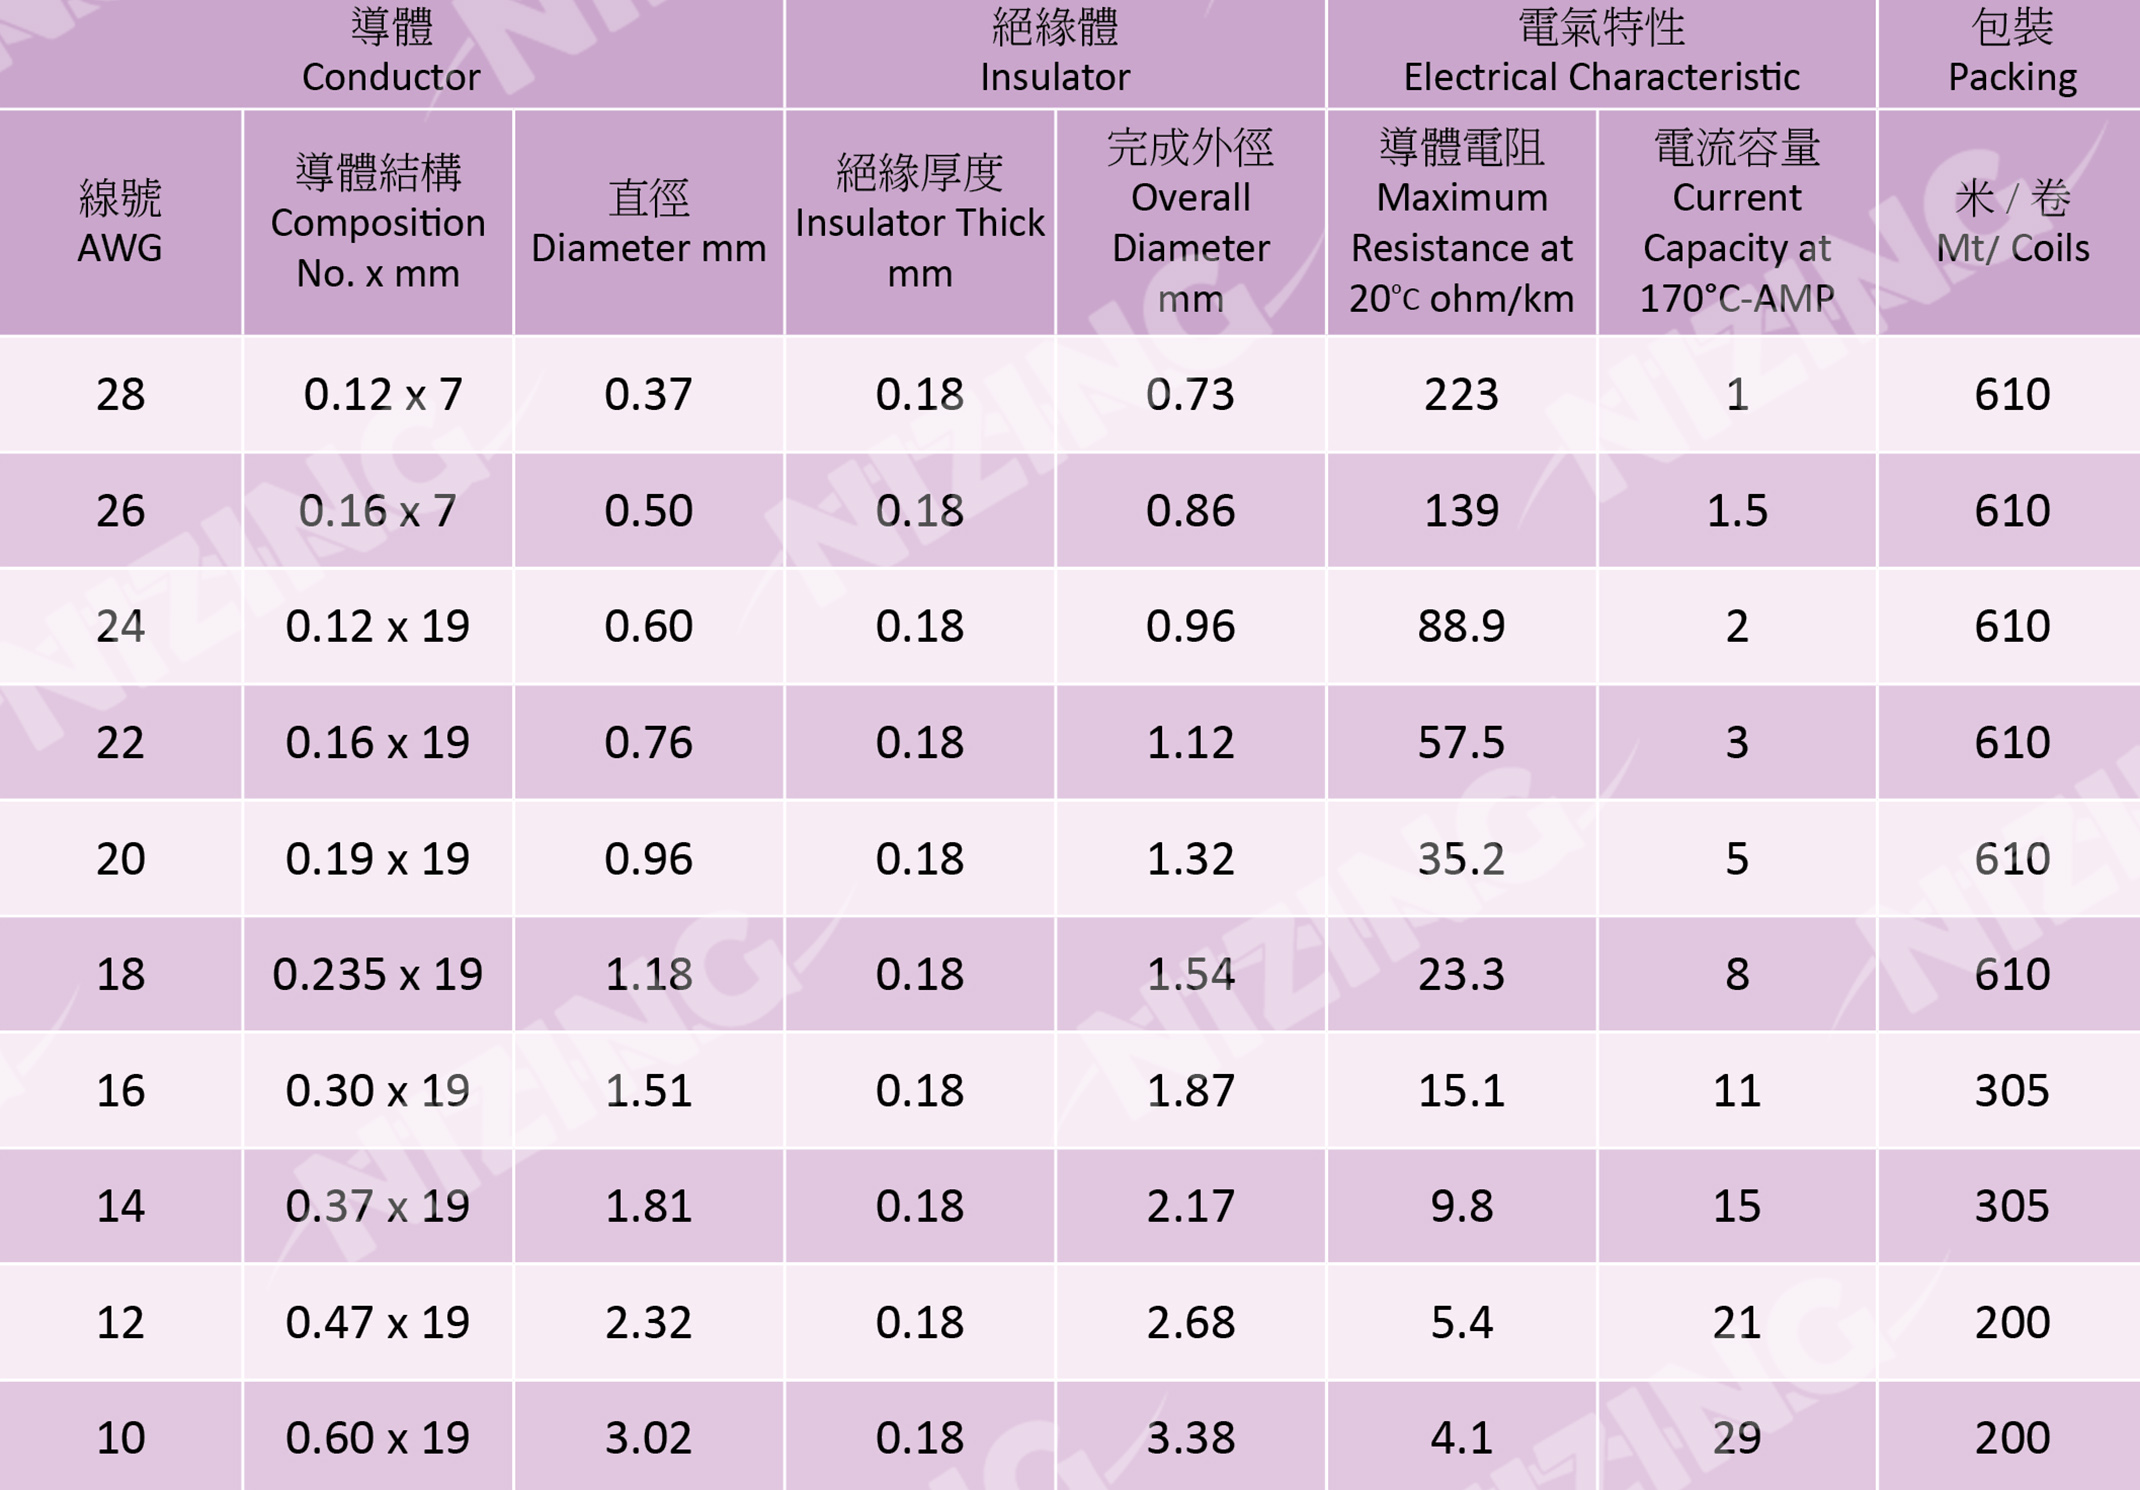 導體
Conductor
絕緣體
Insulator
電氣特性
Electrical Characteristic
包裝
Packing
線號
AWG
導體結構
Composition
No. x mm
直徑
Diameter mm
絕緣厚度
Insulator Thick
mm
完成外徑
Overall
Diameter
mm
導體電阻
Maximum
Resistance at
20°C ohm/km
電流容量
Current
Capacity at
170°C-AMP
米 / 卷
Mt/ Coils
28 0.12 x 7 0.37 0.18 0.73 223 1 610
26 0.16 x 7 0.50 0.18 0.86 139 1.5 610
24 0.12 x 19 0.60 0.18 0.96 88.9 2 610
22 0.16 x 19 0.76 0.18 1.12 57.5 3 610
20 0.19 x 19 0.96 0.18 1.32 35.2 5 610
18 0.235 x 19 1.18 0.18 1.54 23.3 8 610
16 0.30 x 19 1.51 0.18 1.87 15.1 11 305
14 0.37 x 19 1.81 0.18 2.17 9.8 15 305
12 0.47 x 19 2.32 0.18 2.68 5.4 21 200
10 0.60 x 19 3.02 0.18 3.38 4.1 29 200
NIZING
NIZING
NIZING
NIZING
NIZING